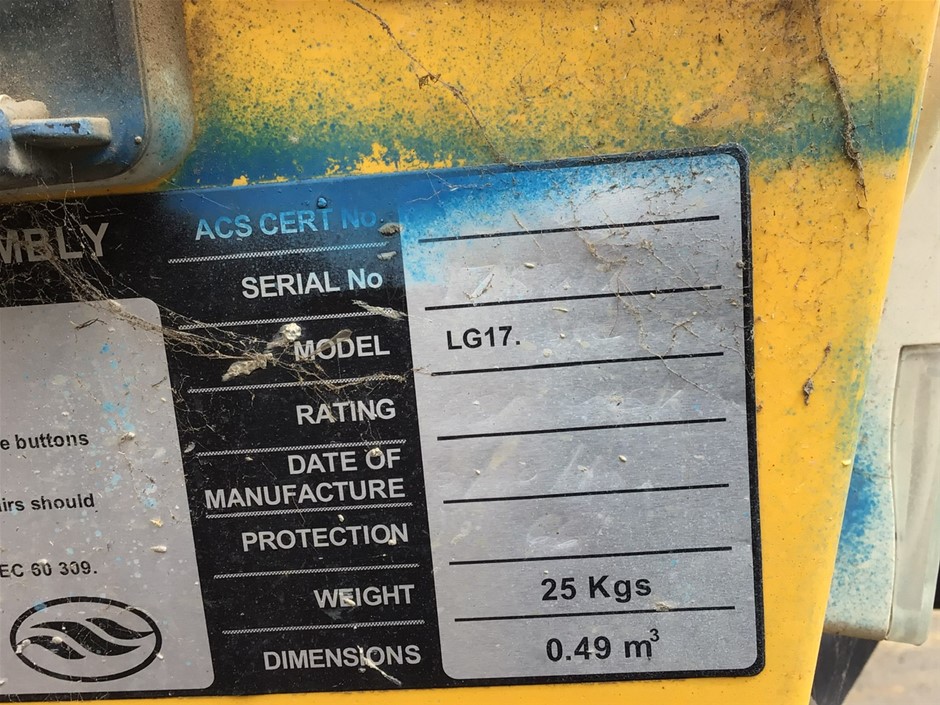 MBLY
e buttons
irs should
EC 60 309.
ACS CERT No.
SERIAL No
MODEL LG17.
RATING
DATE OF
MANUFACTURE
PROTECTION
WEIGHT 25 Kgs
DIMENSIONS 0.49 m³